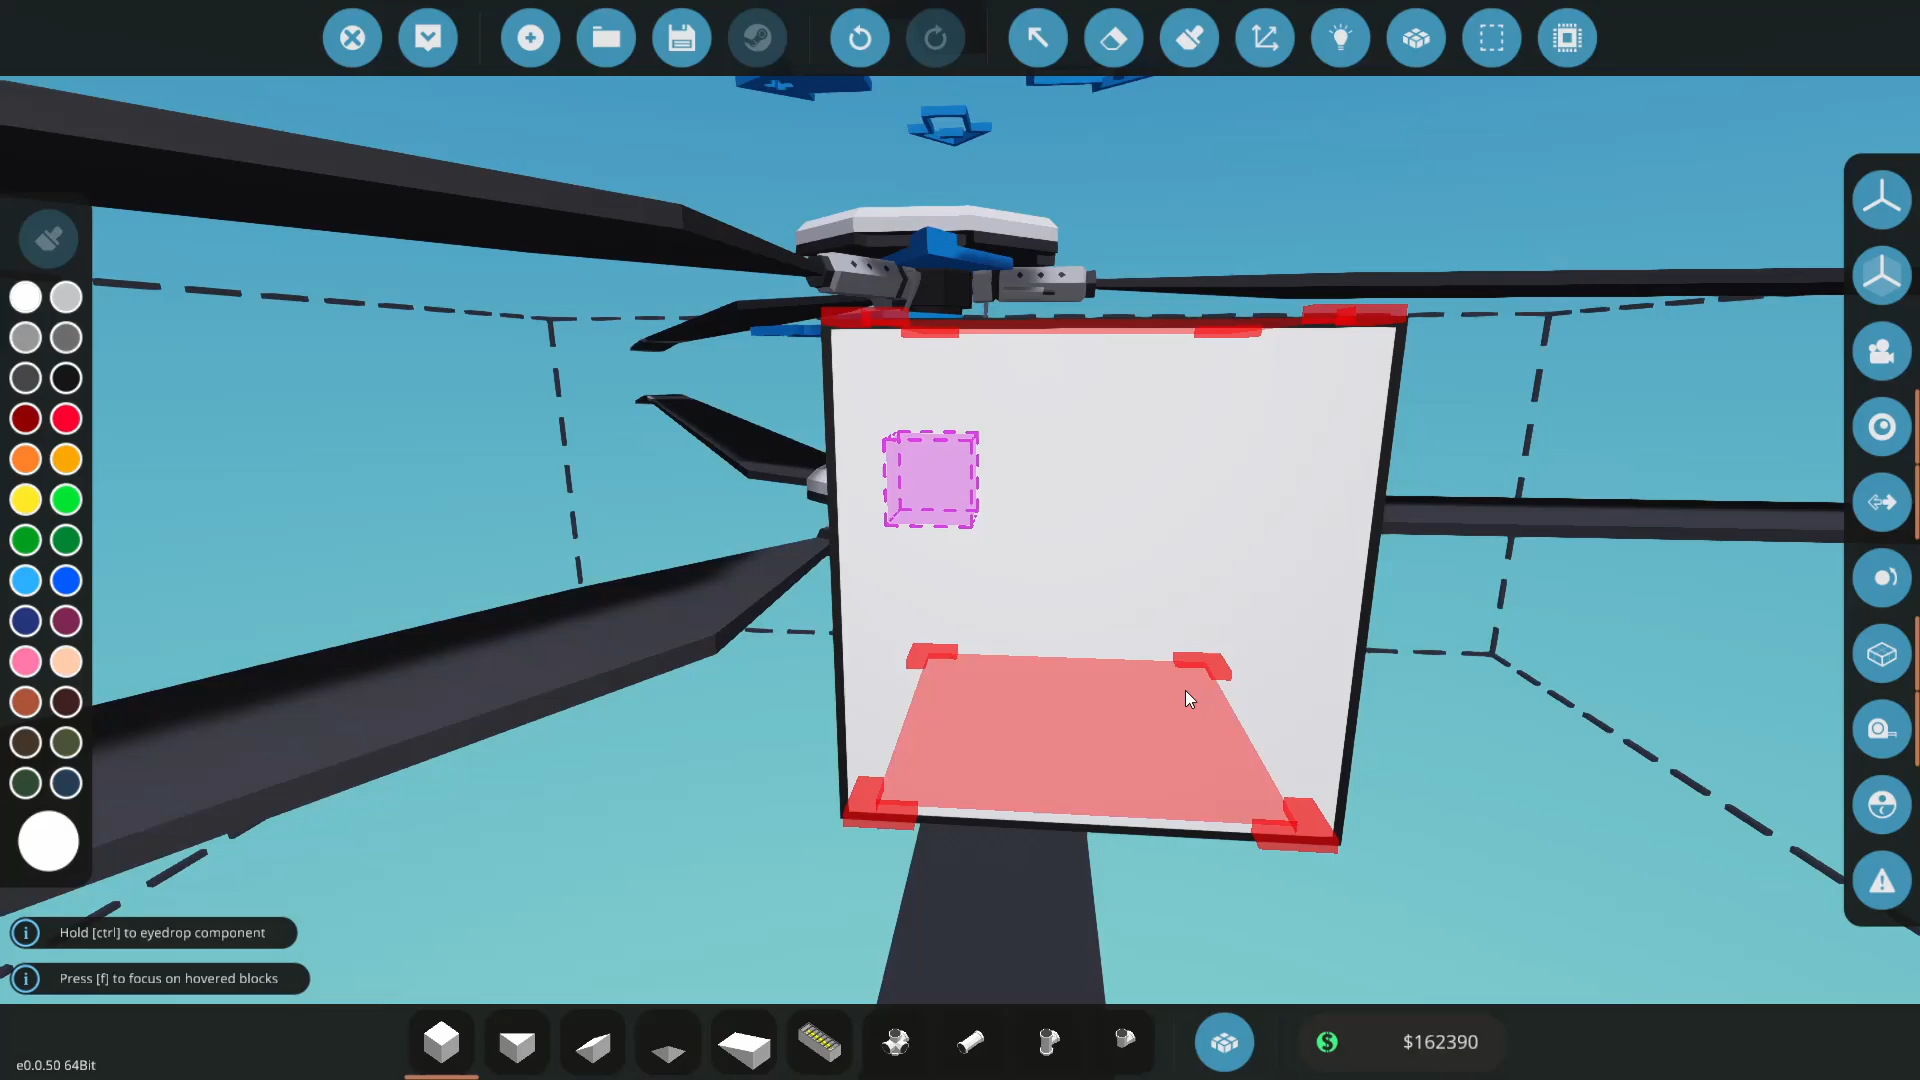 Hold [ctrl] to eyedrop component
Press [f] to focus on hovered blocks
$ $162390
e0.0.50 64Bit